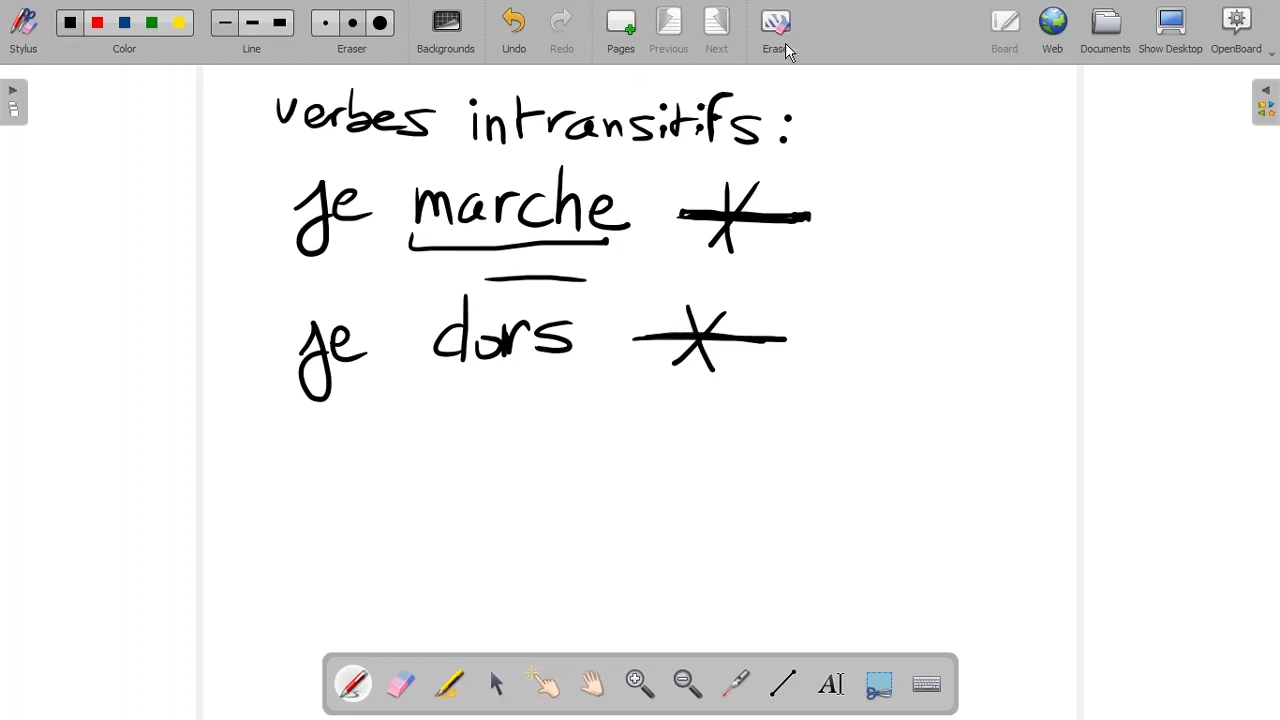 Stylus Color Line Eraser Backgrounds Undo Redo Pages Previous Next Erase Board Web Documents Show Desktop OpenBoard
verbes intransitifs :
je marche
je dors